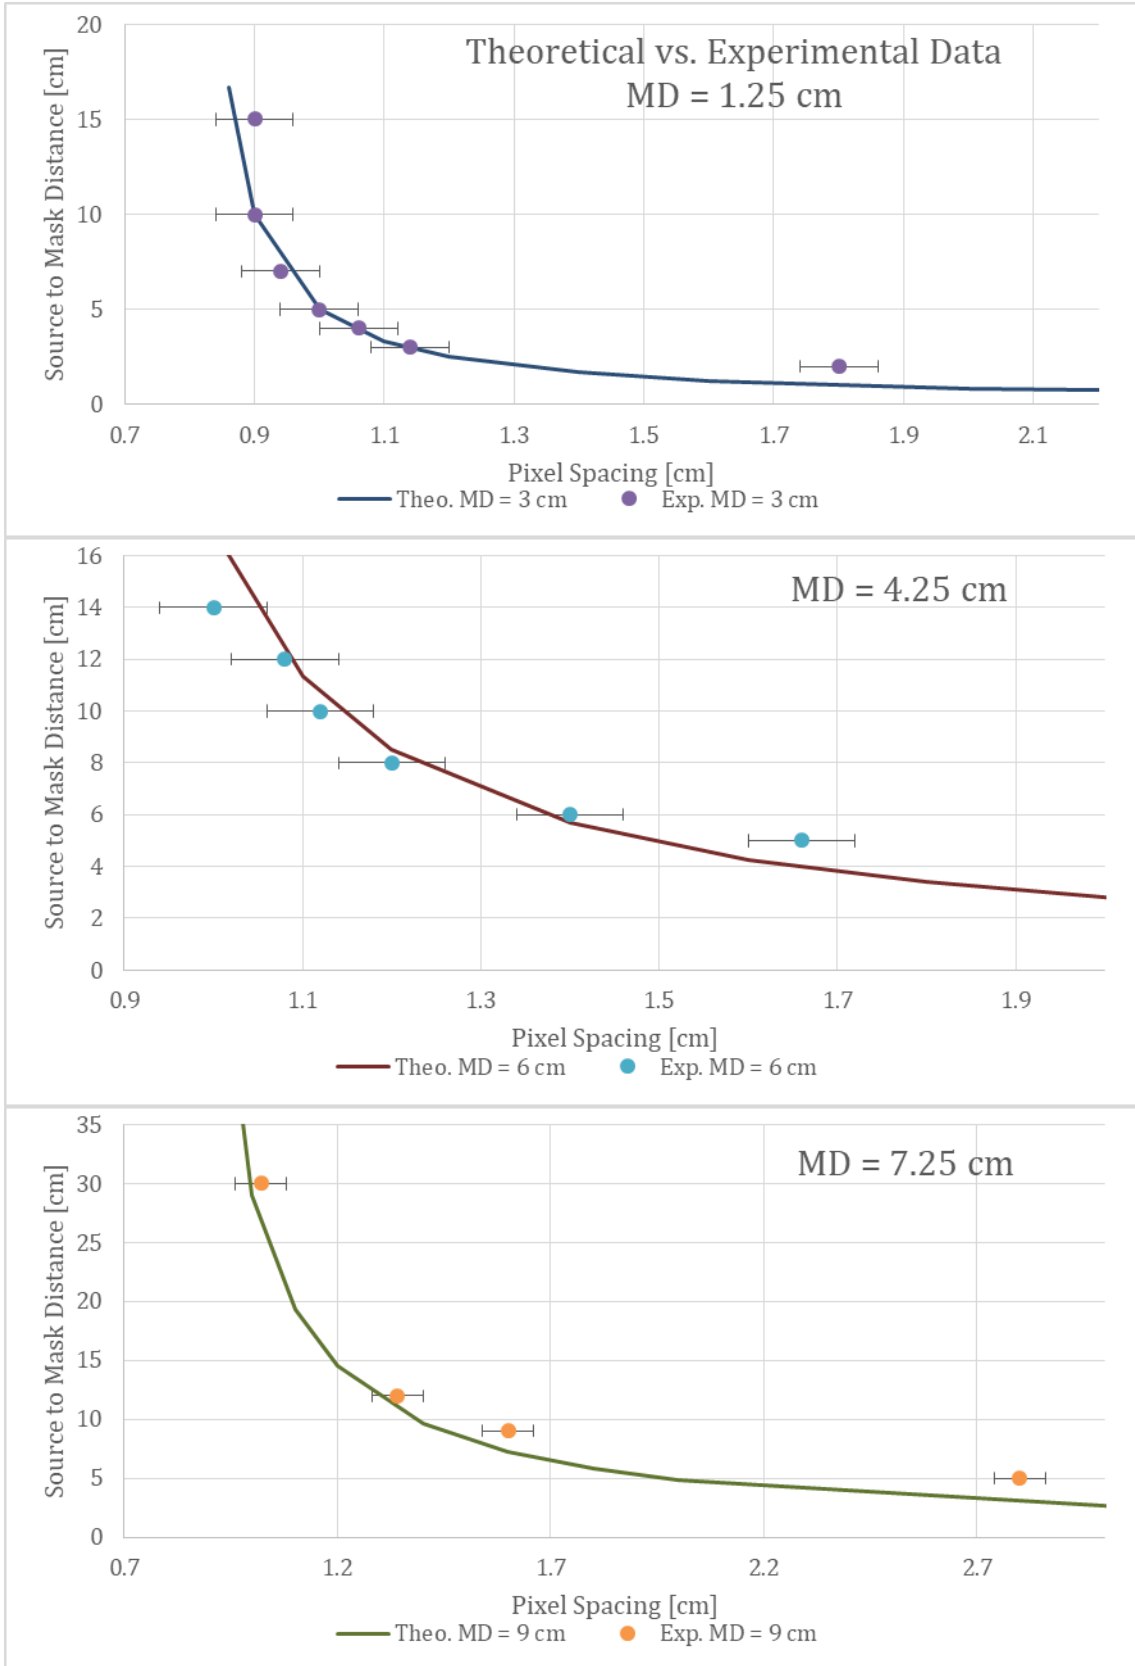 Theoretical vs. Experimental Data
MD = 1.25 cm
Source to Mask Distance [cm]
20
15
10
5
0
0.7 0.9 1.1 1.3 1.5 1.7 1.9 2.1
Pixel Spacing [cm]
Theo. MD = 3 cm Exp. MD = 3 cm
MD = 4.25 cm
Source to Mask Distance [cm]
16
14
12
10
8
6
4
2
0
0.9 1.1 1.3 1.5 1.7 1.9
Pixel Spacing [cm]
Theo. MD = 6 cm Exp. MD = 6 cm
MD = 7.25 cm
Source to Mask Distance [cm]
35
30
25
20
15
10
5
0
0.7 1.2 1.7 2.2 2.7
Pixel Spacing [cm]
Theo. MD = 9 cm Exp. MD = 9 cm